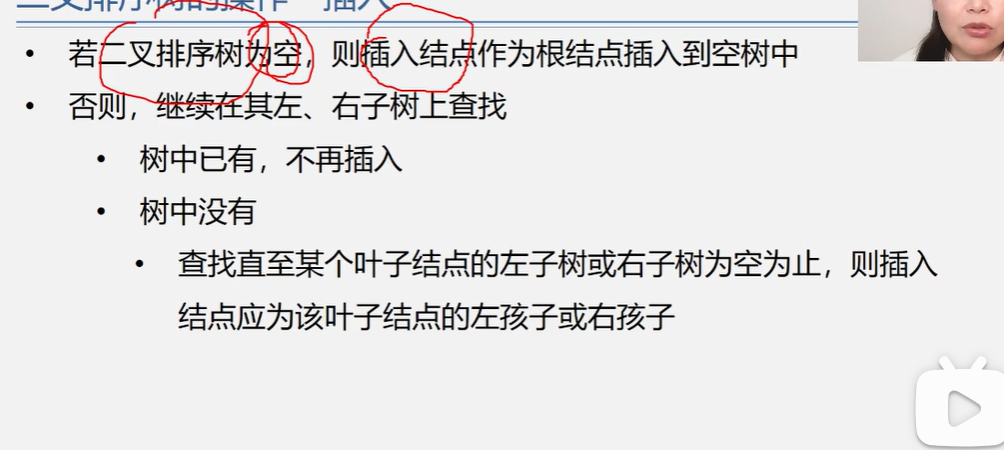 二叉排序树的操作-插入
若二叉排序树为空，则插入结点作为根结点插入到空树中
否则，继续在其左、右子树上查找
树中已有，不再插入
树中没有
查找直至某个叶子结点的左子树或右子树为空为止，则插入
结点应为该叶子结点的左孩子或右孩子